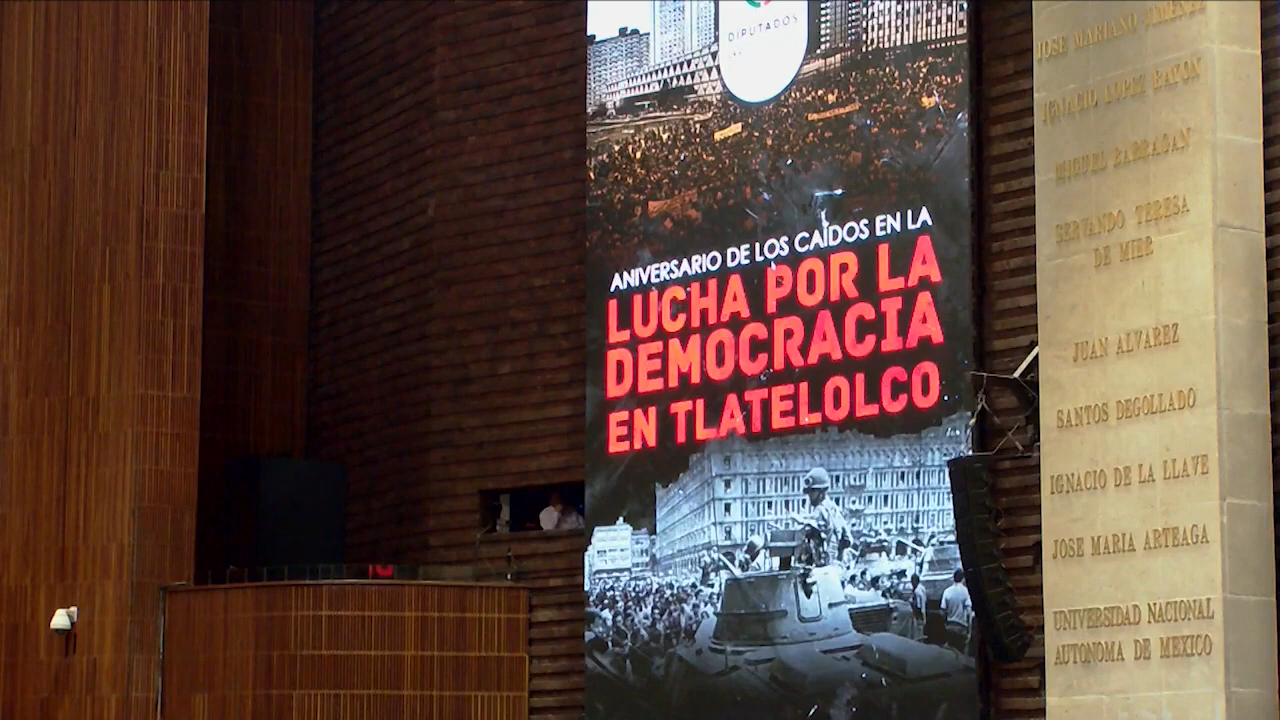 DIPUTADOS
ANIVERSARIO DE LOS CAÍDOS EN LA
LUCHA POR LA
DEMOCRACIA
EN TLATELOLCO
JOSE MARIANO JIMENEZ
IGNACIO LOPEZ RAYON
MIGUEL BARRAGAN
SERVANDO TERESA
DE MIER
JUAN ALVAREZ
SANTOS DEGOLLADO
IGNACIO DE LA LLAVE
JOSE MARIA ARTEAGA
UNIVERSIDAD NACIONAL
AUTONOMA DE MEXICO